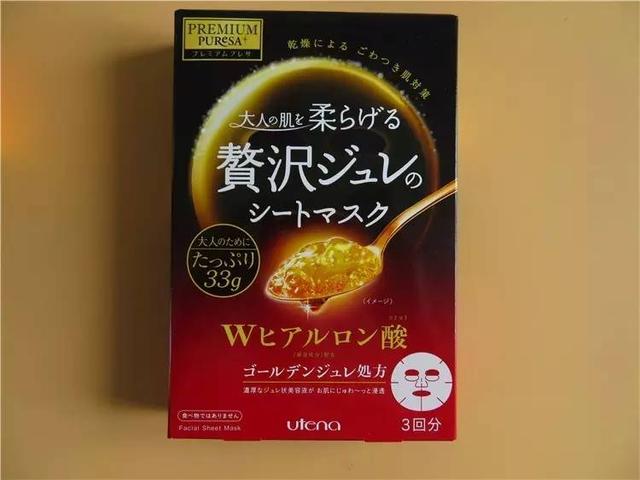 PREMIUM
PURESA
プレミアムプレサ
乾燥による ごわつき肌対策
大人の肌を柔らげる
贅沢ジュレの
シートマスク
大人のために
たっぷり
33g
(イメージ)
Wヒアルロン酸
ゴールデンジュレ処方
濃厚なジュレ状美容液が お肌にじゅわ〜っと浸透
食べ物ではありません
Facial Sheet Mask
utena
3回分